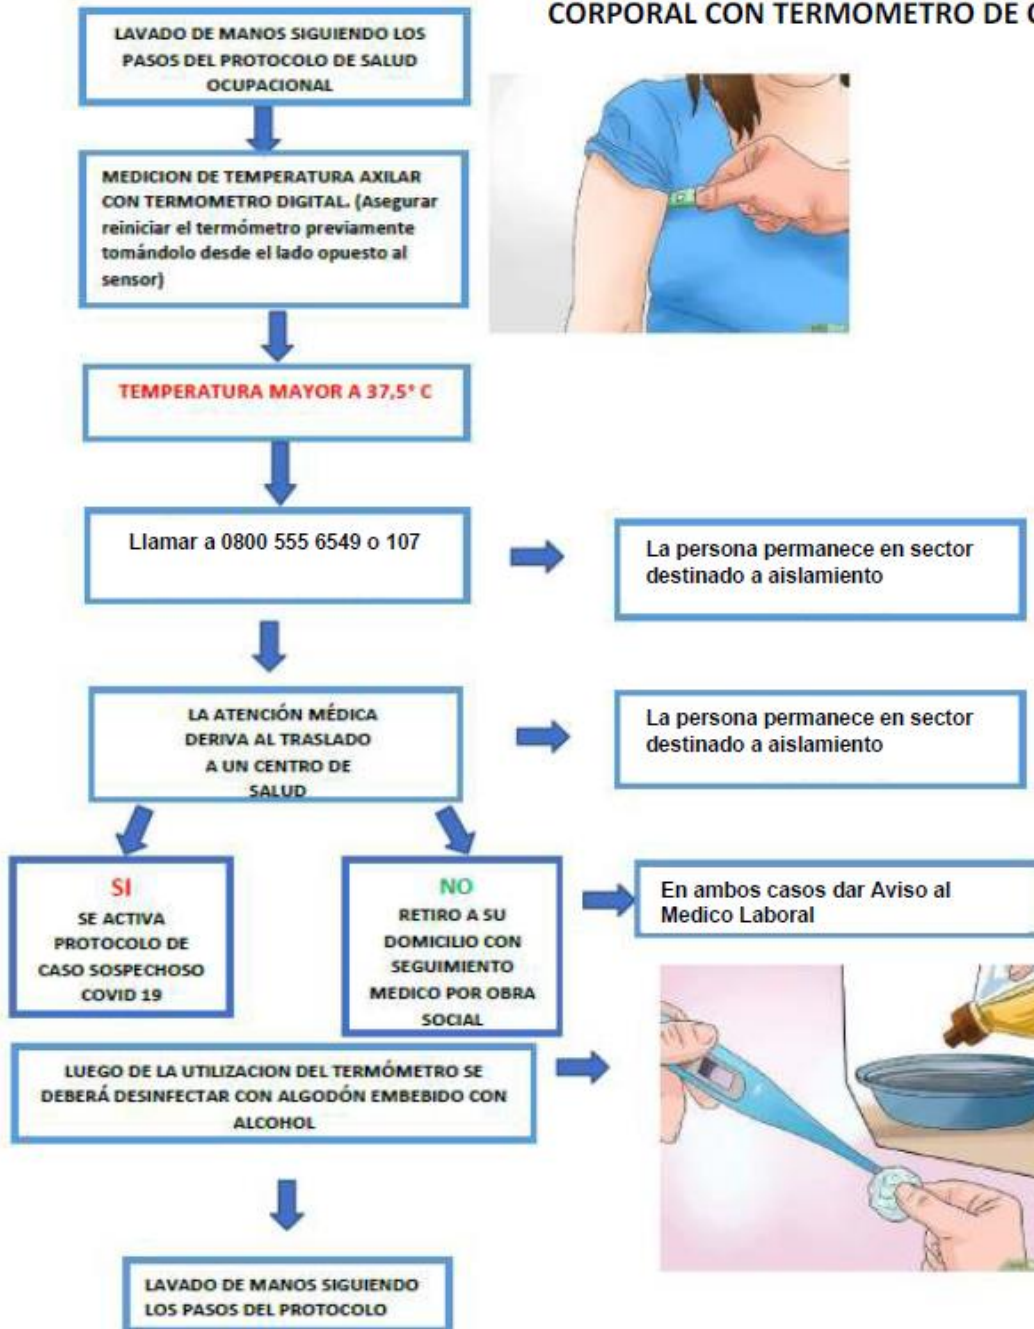 CORPORAL CON TERMOMETRO DE
LAVADO DE MANOS SIGUIENDO LOS
PASOS DEL PROTOCOLO DE SALUD
OCUPACIONAL
MEDICION DE TEMPERATURA AXILAR
CON TERMOMETRO DIGITAL. (Asegurar
reiniciar el termómetro previamente
tomándolo desde el lado opuesto al
sensor)
TEMPERATURA MAYOR A 37,5° C
Llamar a 0800 555 6549 o 107
La persona permanece en sector
destinado a aislamiento
LA ATENCIÓN MÉDICA
DERIVA AL TRASLADO
A UN CENTRO DE
SALUD
La persona permanece en sector
destinado a aislamiento
SI
SE ACTIVA
PROTOCOLO DE
CASO SOSPECHOSO
COVID 19
NO
RETIRO A SU
DOMICILIO CON
SEGUIMIENTO
MEDICO POR OBRA
SOCIAL
En ambos casos dar Aviso al
Medico Laboral
LUEGO DE LA UTILIZACION DEL TERMÓMETRO SE
DEBERÁ DESINFECTAR CON ALGODÓN EMBEBIDO CON
ALCOHOL
LAVADO DE MANOS SIGUIENDO
LOS PASOS DEL PROTOCOLO